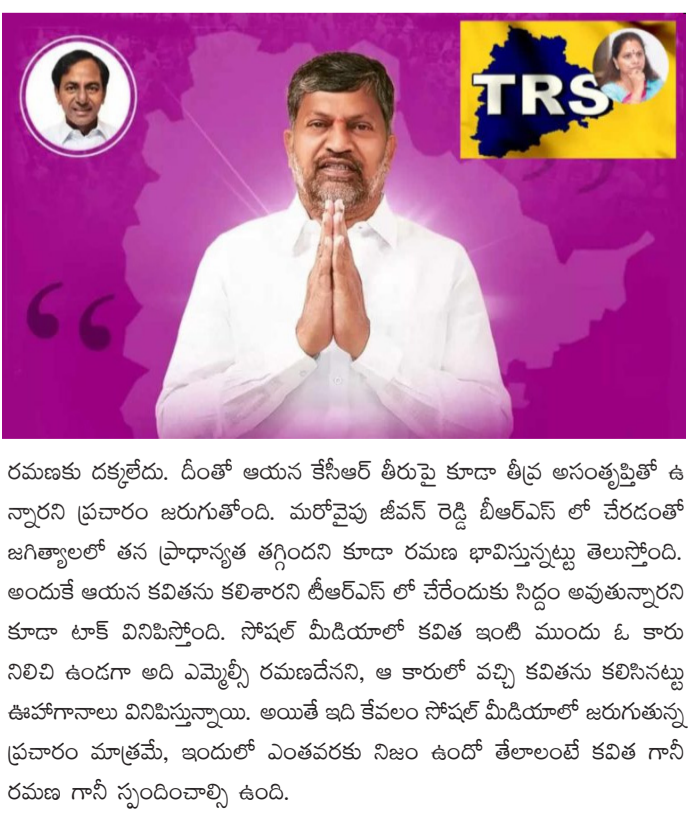 TRS
రమణకు దక్కలేదు. దీంతో ఆయన కేసీఆర్ తీరుపై కూడా తీవ్ర అసంతృప్తితో ఉ
న్నారని ప్రచారం జరుగుతోంది. మరోవైపు జీవన్ రెడ్డి బీఆర్ఎస్ లో చేరడంతో
జగిత్యాలలో తన ప్రాధాన్యత తగ్గిందని కూడా రమణ భావిస్తున్నట్టు తెలుస్తోంది.
అందుకే ఆయన కవితను కలిశారని టీఆర్ఎస్ లో చేరేందుకు సిద్దం అవుతున్నారని
కూడా టాక్ వినిపిస్తోంది. సోషల్ మీడియాలో కవిత ఇంటి ముందు ఓ కారు
నిలిచి ఉండగా అది ఎమ్మెల్సీ రమణదేనని, ఆ కారులో వచ్చి కవితను కలిసినట్టు
ఊహాగానాలు వినిపిస్తున్నాయి. అయితే ఇది కేవలం సోషల్ మీడియాలో జరుగుతున్న
ప్రచారం మాత్రమే, ఇందులో ఎంతవరకు నిజం ఉందో తేలాలంటే కవిత గానీ
రమణ గానీ స్పందించాల్సి ఉంది.